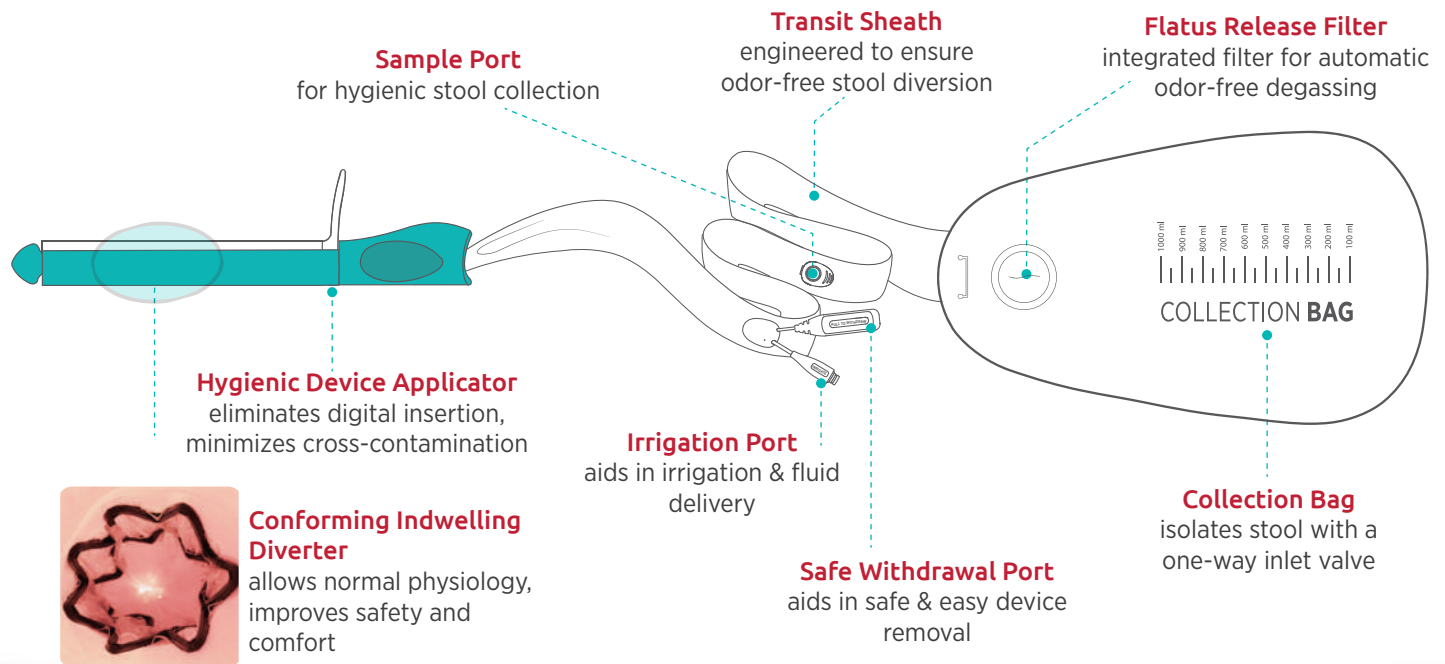 Transit Sheath
engineered to ensure
odor-free stool diversion
Flatus Release Filter
integrated filter for automatic
odor-free degassing
Sample Port
for hygienic stool collection
1000 ml
900 ml
800 ml
700 ml
600 ml
500 ml
400 ml
300 ml
200 ml
100 ml
COLLECTION BAG
PULL TO WITHDRAW
Hygienic Device Applicator
eliminates digital insertion,
minimizes cross-contamination
Irrigation Port
aids in irrigation & fluid
delivery
Safe Withdrawal Port
aids in safe & easy device
removal
Collection Bag
isolates stool with a
one-way inlet valve
Conforming Indwelling
Diverter
allows normal physiology,
improves safety and
comfort